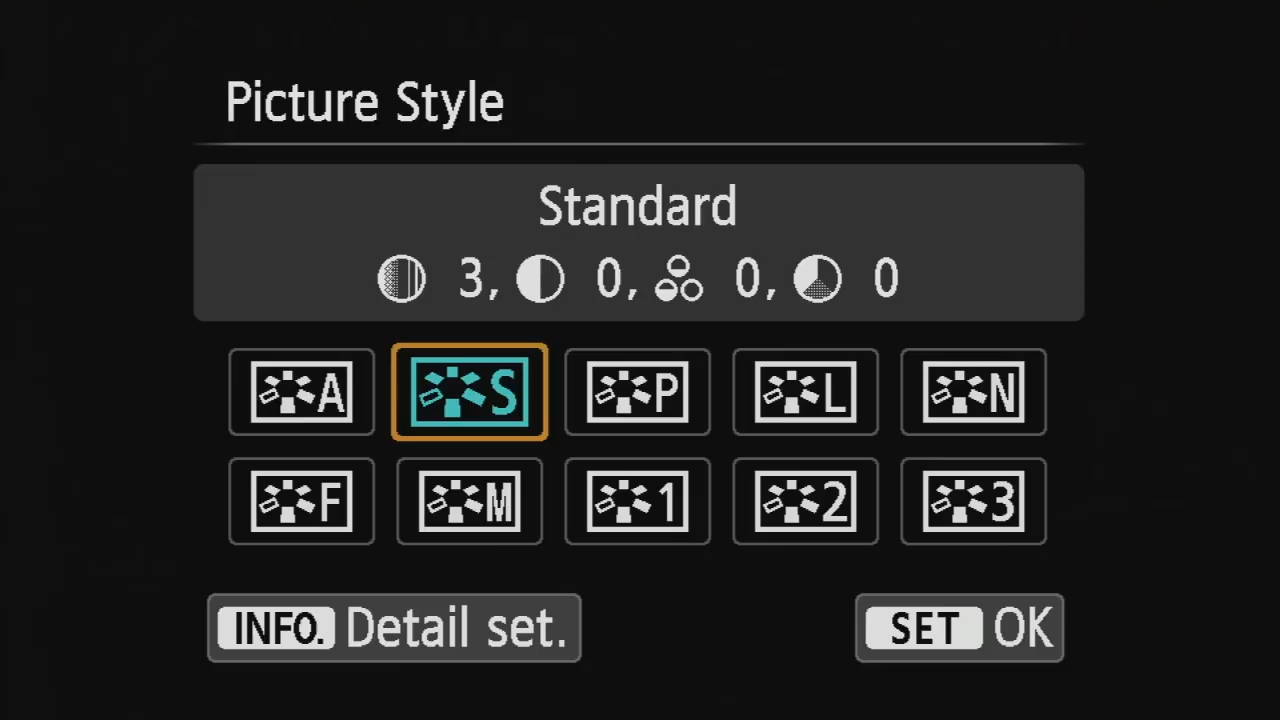 Picture Style
Standard
3, 0, 0, 0
A S P L N
F M 1 2 3
INFO. Detail set. SET OK